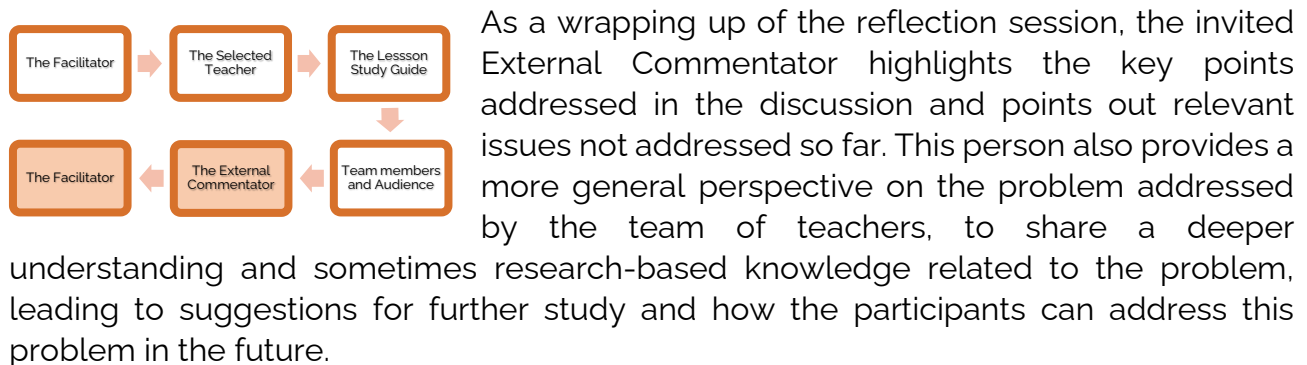 The Facilitator
The Selected
Teacher
The Lessson
Study Guide
Team members
and Audience
The External
Commentator
The Facilitator
As a wrapping up of the reflection session, the invited
External Commentator highlights the key points
addressed in the discussion and points out relevant
issues not addressed so far. This person also provides a
more general perspective on the problem addressed
by the team of teachers, to share a deeper
understanding and sometimes research-based knowledge related to the problem,
leading to suggestions for further study and how the participants can address this
problem in the future.